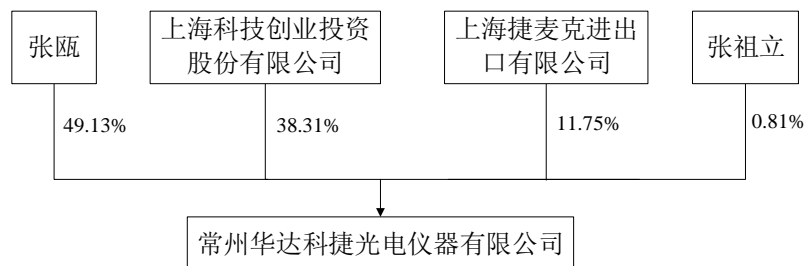 张瓯
上海科技创业投资
股份有限公司
上海捷麦克进出
口有限公司
张祖立
49.13%
38.31%
11.75%
0.81%
常州华达科捷光电仪器有限公司